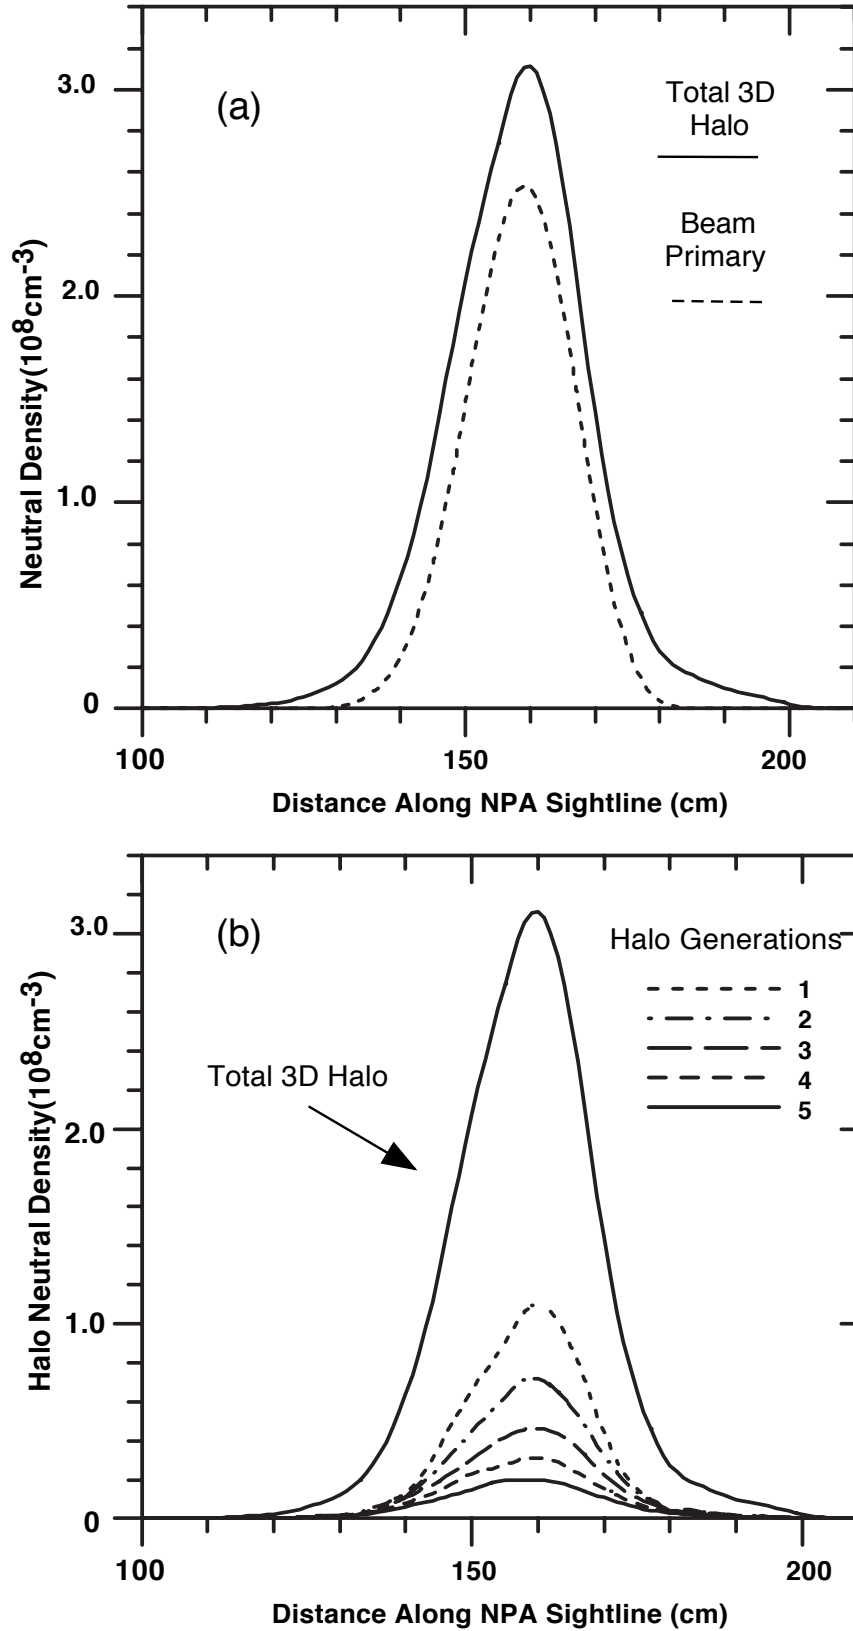 (a)
Total 3D
Halo
Beam
Primary
3.0
2.0
1.0
0
Neutral Density(10⁸cm⁻³)
100
150
200
Distance Along NPA Sightline (cm)
(b)
Halo Generations
1
2
3
4
5
Total 3D Halo
3.0
2.0
1.0
0
Halo Neutral Density(10⁸cm⁻³)
100
150
200
Distance Along NPA Sightline (cm)